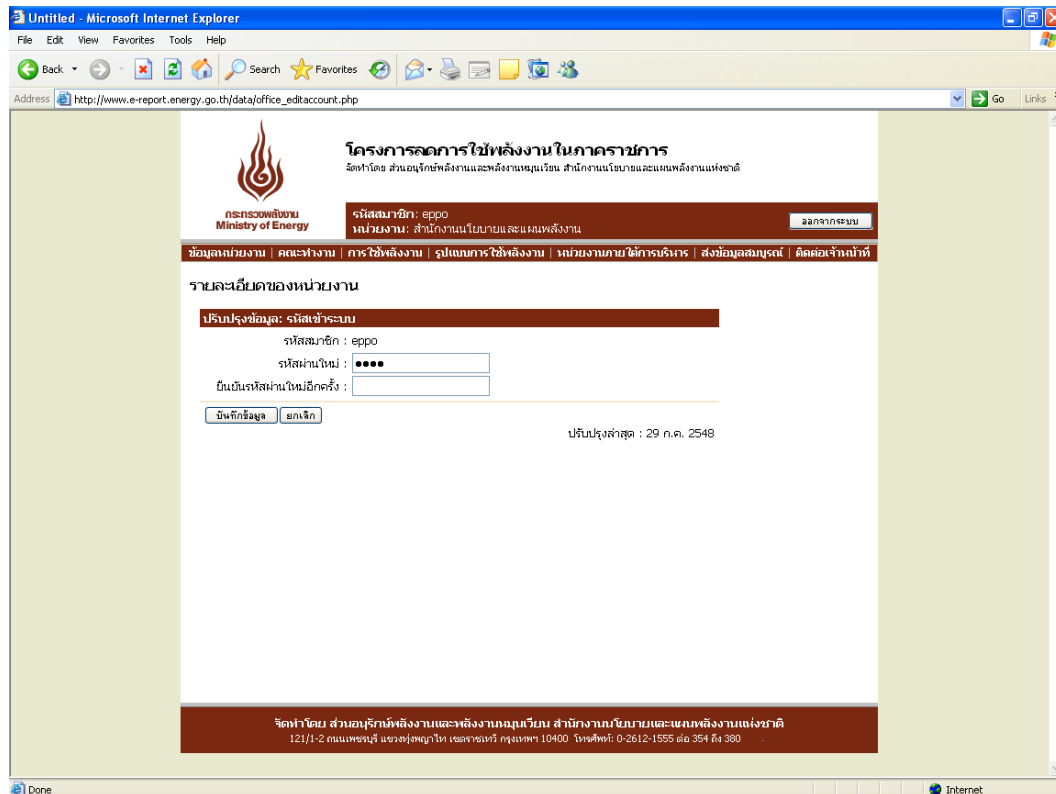 Untitled - Microsoft Internet Explorer
File Edit View Favorites Tools Help
Back Search Favorites
Address http://www.e-report.energy.go.th/data/office_editaccount.php Go Links
โครงการลดการใช้พลังงานในภาคราชการ
จัดทำโดย ส่วนอนุรักษ์พลังงานและพลังงานหมุนเวียน สำนักงานนโยบายและแผนพลังงานแห่งชาติ
กระทรวงพลังงาน
Ministry of Energy
รหัสสมาชิก: eppo
หน่วยงาน: สำนักงานนโยบายและแผนพลังงาน
ออกจากระบบ
ข้อมูลหน่วยงาน | คณะทำงาน | การใช้พลังงาน | รูปแบบการใช้พลังงาน | หน่วยงานภายใต้การบริหาร | ส่งข้อมูลสมบูรณ์ | ติดต่อเจ้าหน้าที่
รายละเอียดของหน่วยงาน
ปรับปรุงข้อมูล: รหัสเข้าระบบ
รหัสสมาชิก : eppo
รหัสผ่านใหม่ : ●●●●
ยืนยันรหัสผ่านใหม่อีกครั้ง :
บันทึกข้อมูล ยกเลิก
ปรับปรุงล่าสุด : 29 ก.ค. 2548
จัดทำโดย ส่วนอนุรักษ์พลังงานและพลังงานหมุนเวียน สำนักงานนโยบายและแผนพลังงานแห่งชาติ
121/1-2 ถนนเพชรบุรี แขวงทุ่งพญาไท เขตราชเทวี กรุงเทพฯ 10400 โทรศัพท์: 0-2612-1555 ต่อ 354 ถึง 380
Done Internet